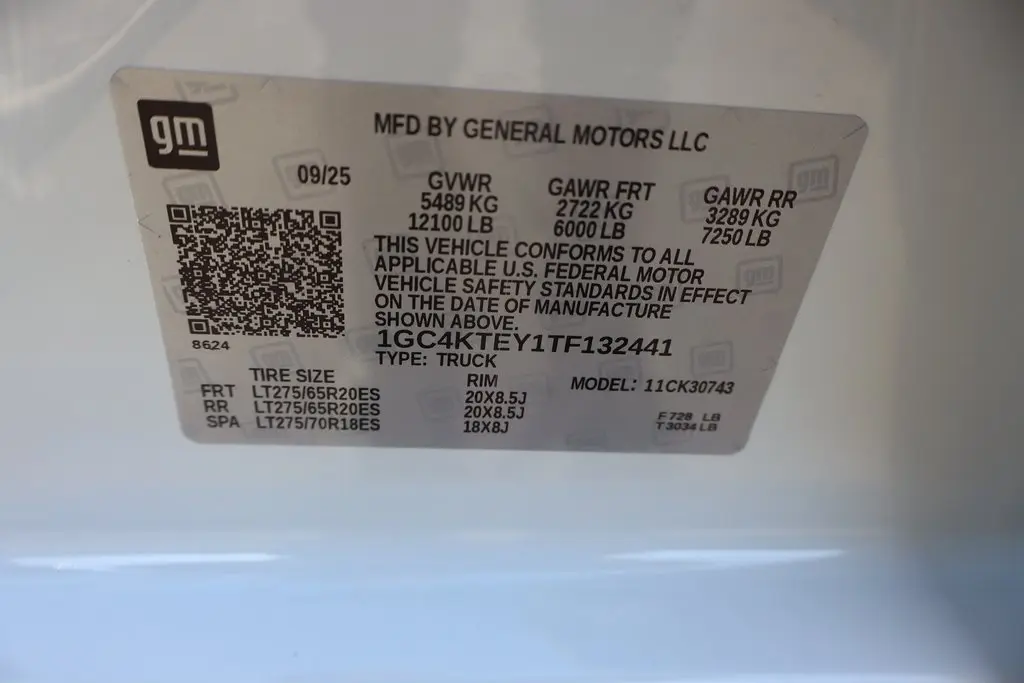 gm
MFD BY GENERAL MOTORS LLC
09/25
GVWR
5489 KG
12100 LB
GAWR FRT
2722 KG
6000 LB
GAWR RR
3289 KG
7250 LB
THIS VEHICLE CONFORMS TO ALL
APPLICABLE U.S. FEDERAL MOTOR
VEHICLE SAFETY STANDARDS IN EFFECT
ON THE DATE OF MANUFACTURE
SHOWN ABOVE.
1GC4KTEY1TF132441
TYPE: TRUCK
8624
TIRE SIZE RIM MODEL: 11CK30743
FRT LT275/65R20ES 20X8.5J
RR LT275/65R20ES 20X8.5J
SPA LT275/70R18ES 18X8J
F 728 LB
T 3034 LB